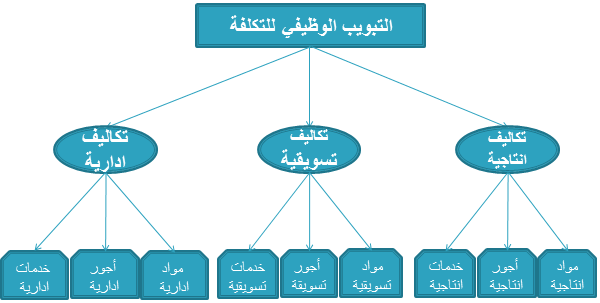 التبويب الوظيفي للتكلفة
تكاليف
انتاجية
تكاليف
تسويقية
تكاليف
ادارية
مواد
انتاجية
أجور
انتاجية
خدمات
انتاجية
مواد
تسويقية
أجور
تسويقة
خدمات
تسويقية
مواد
ادارية
أجور
ادارية
خدمات
ادارية